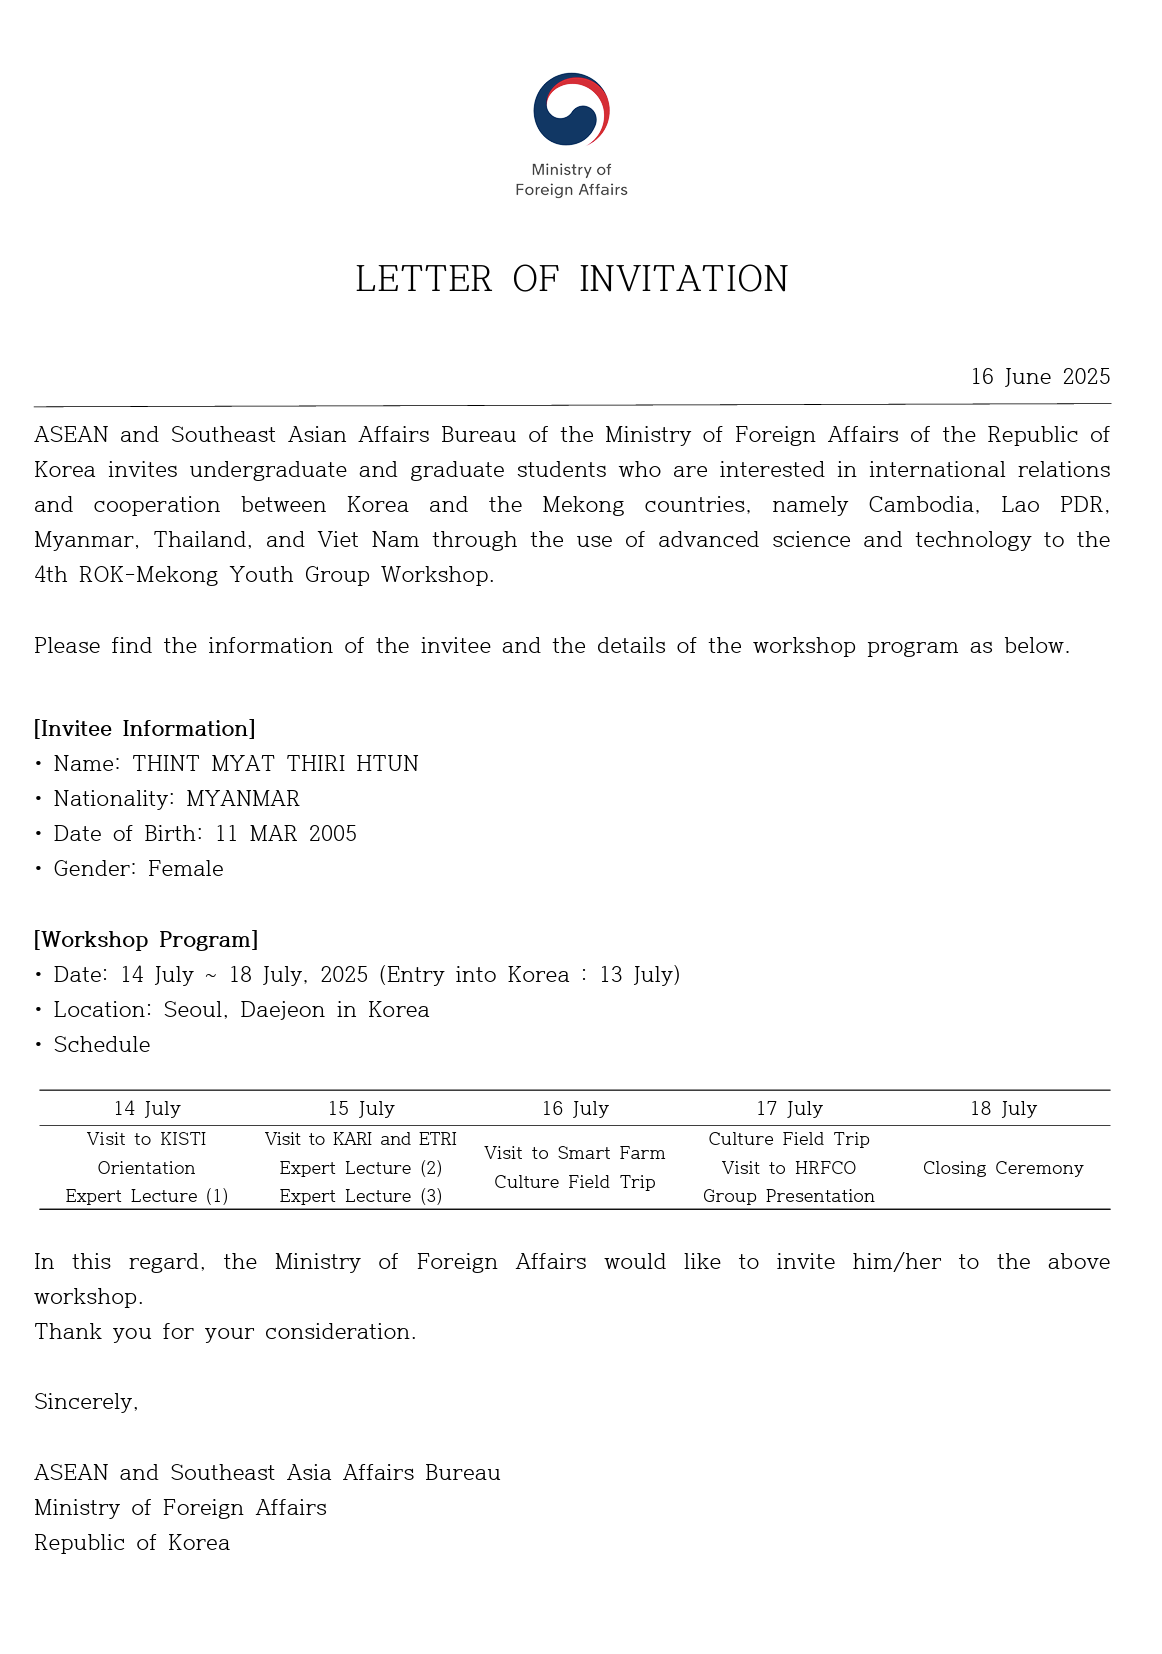 Ministry of
Foreign Affairs
LETTER OF INVITATION
16 June 2025
ASEAN and Southeast Asian Affairs Bureau of the Ministry of Foreign Affairs of the Republic of
Korea invites undergraduate and graduate students who are interested in international relations
and cooperation between Korea and the Mekong countries, namely Cambodia, Lao PDR,
Myanmar, Thailand, and Viet Nam through the use of advanced science and technology to the
4th ROK-Mekong Youth Group Workshop.
Please find the information of the invitee and the details of the workshop program as below.
[Invitee Information]
• Name: THINT MYAT THIRI HTUN
• Nationality: MYANMAR
• Date of Birth: 11 MAR 2005
• Gender: Female
[Workshop Program]
• Date: 14 July ~ 18 July, 2025 (Entry into Korea : 13 July)
• Location: Seoul, Daejeon in Korea
• Schedule
14 July 15 July 16 July 17 July 18 July
Visit to KISTI
Orientation
Expert Lecture (1)
Visit to KARI and ETRI
Expert Lecture (2)
Expert Lecture (3)
Visit to Smart Farm
Culture Field Trip
Culture Field Trip
Visit to HRFCO
Group Presentation
Closing Ceremony
In this regard, the Ministry of Foreign Affairs would like to invite him/her to the above
workshop.
Thank you for your consideration.
Sincerely,
ASEAN and Southeast Asia Affairs Bureau
Ministry of Foreign Affairs
Republic of Korea